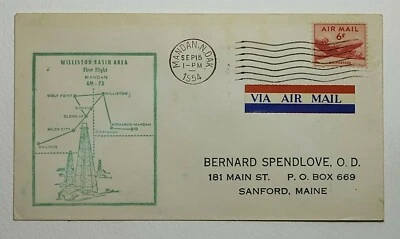 WILLISTON BASIN AREA
First Flight
MANDAN
AM-73
WOLF POINT
WILLISTON
SIDNEY
GLENDIVE
MILES CITY
BISMARCK-MANDAN
DICKINSON
BILLINGS
MANDAN, N. DAK.
SEP 15
1-PM
1954
AIR MAIL
6¢
VIA AIR MAIL
BERNARD SPENDLOVE, O. D.
181 MAIN ST. P. O. BOX 669
SANFORD, MAINE